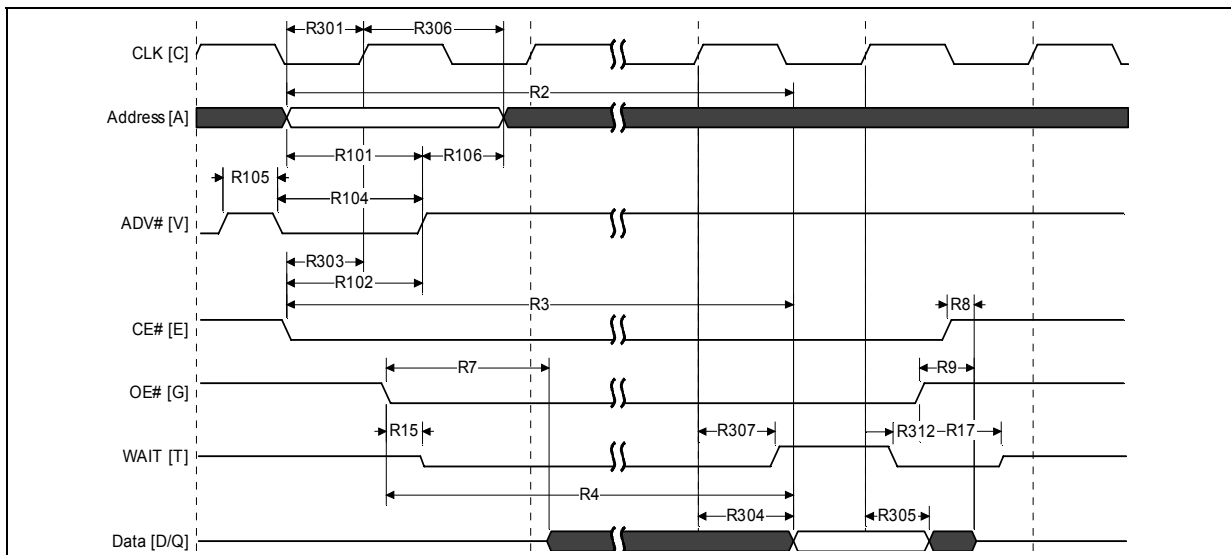 R301 R306
CLK [C]
R2
Address [A]
R101 R106
R105
R104
ADV# [V]
R303
R102
R3
R8
CE# [E]
R7 R9
OE# [G]
R15 R307 R312 R17
WAIT [T]
R4
R304 R305
Data [D/Q]